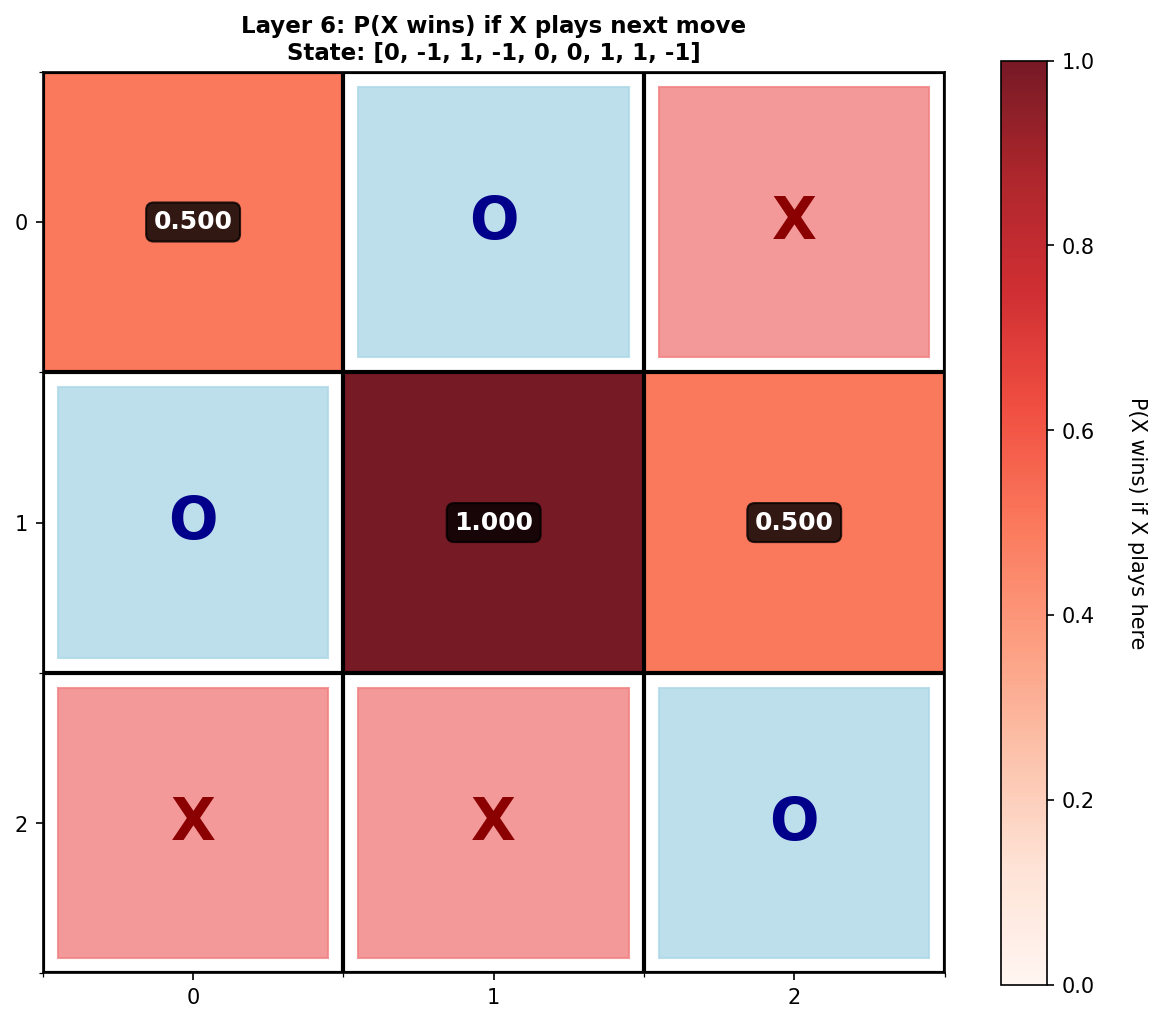 Layer 6: P(X wins) if X plays next move
State: [0, -1, 1, -1, 0, 0, 1, 1, -1]
0
0.500
O
X
1
O
1.000
0.500
2
X
X
O
0
1
2
1.0
0.8
0.6
0.4
0.2
0.0
P(X wins) if X plays here